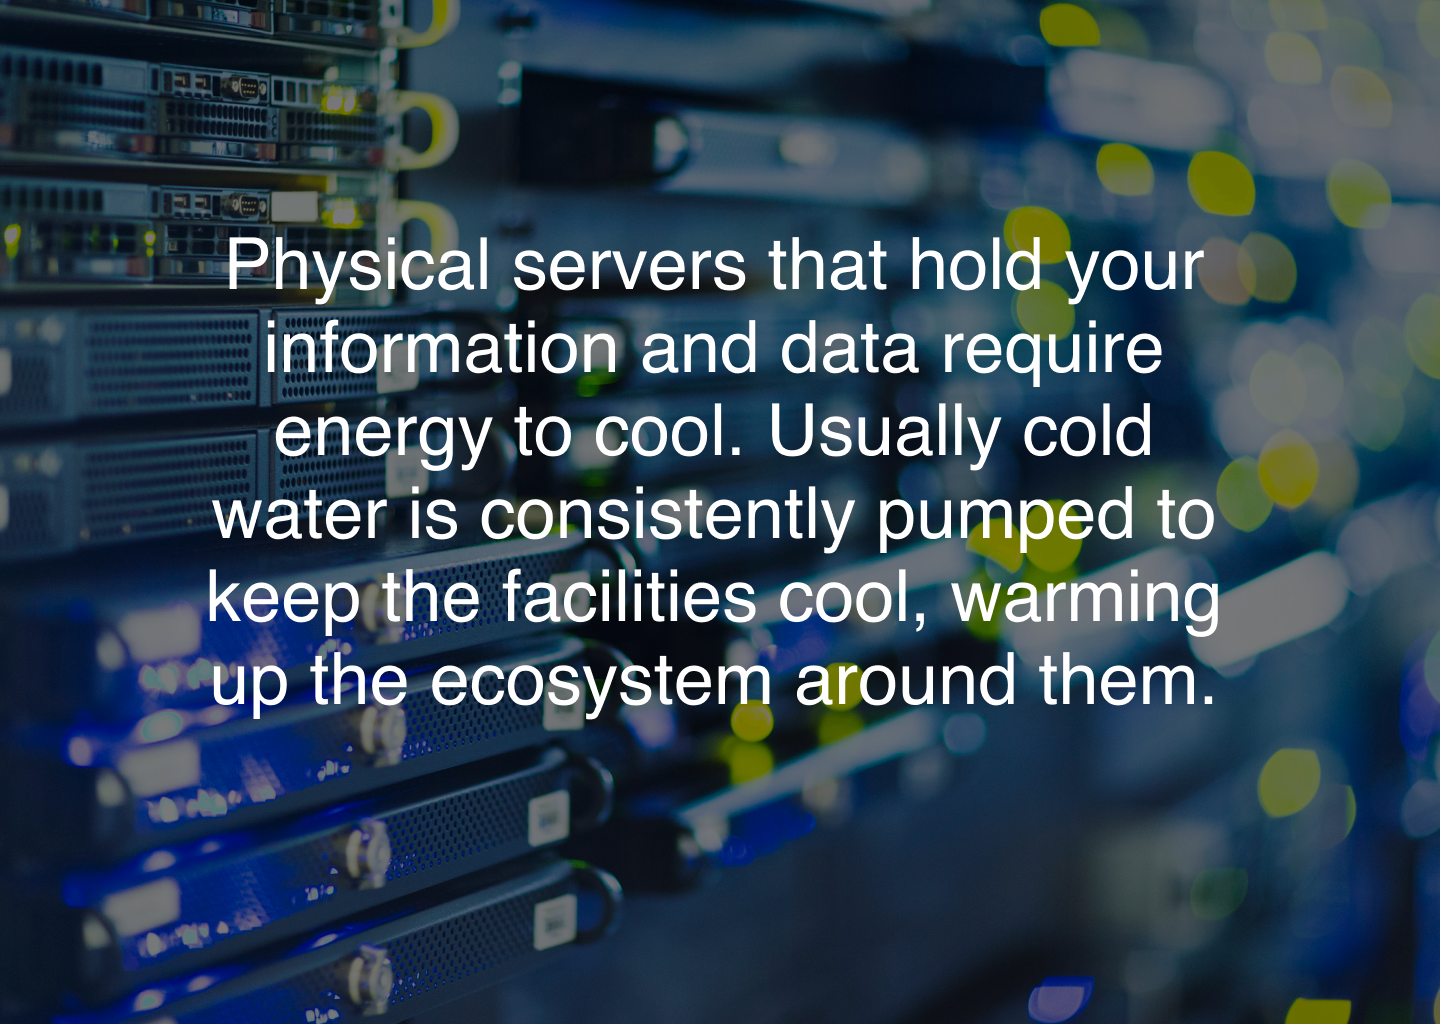 Physical servers that hold your
information and data require
energy to cool. Usually cold
water is consistently pumped to
keep the facilities cool, warming
up the ecosystem around them.